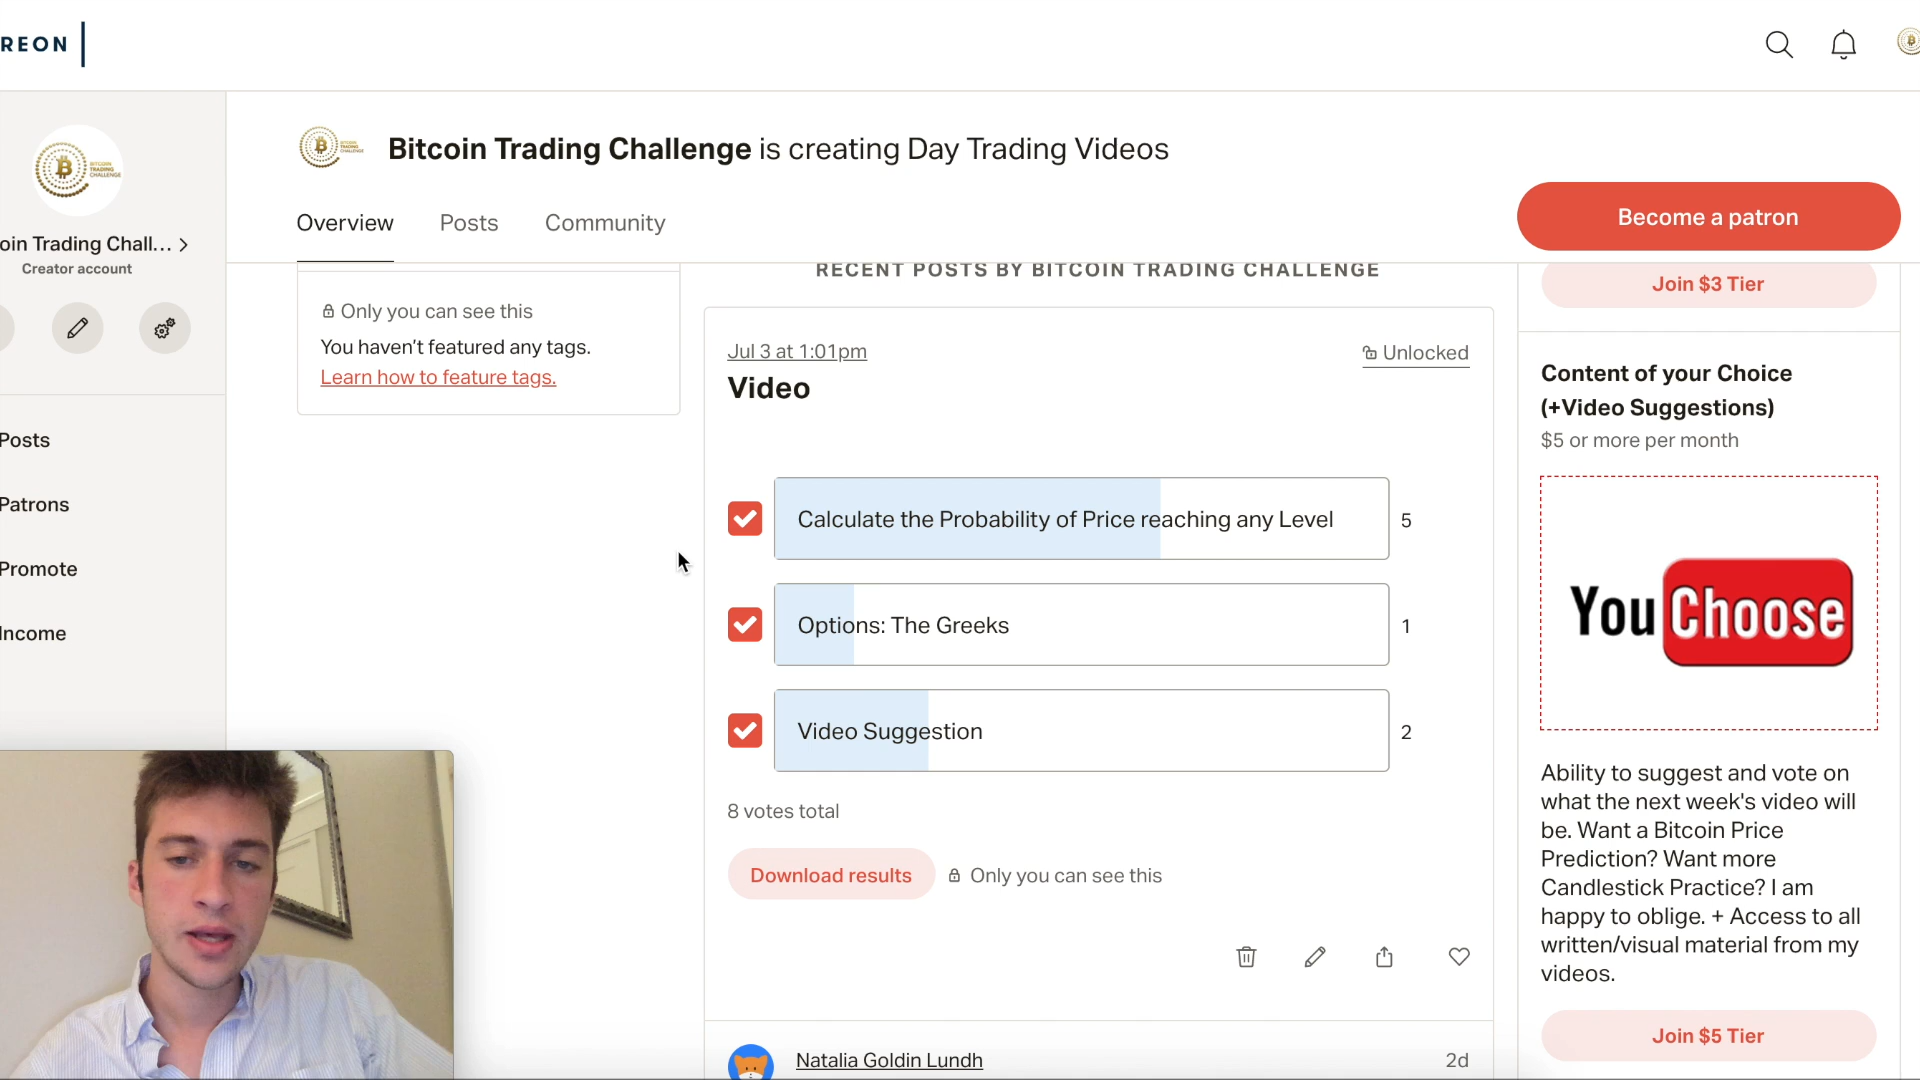 REON
Bitcoin Trading Challenge is creating Day Trading Videos
Overview
Posts
Community
Become a patron
BITCOIN
TRADING
CHALLENGE
oin Trading Chall...
Creator account
Posts
Patrons
Promote
Income
Only you can see this
You haven't featured any tags.
Learn how to feature tags.
RECENT POSTS BY BITCOIN TRADING CHALLENGE
Jul 3 at 1:01pm
Unlocked
Video
Calculate the Probability of Price reaching any Level
5
Options: The Greeks
1
Video Suggestion
2
8 votes total
Download results
Only you can see this
Natalia Goldin Lundh
2d
Join $3 Tier
Content of your Choice
(+Video Suggestions)
$5 or more per month
You Choose
Ability to suggest and vote on
what the next week's video will
be. Want a Bitcoin Price
Prediction? Want more
Candlestick Practice? I am
happy to oblige. + Access to all
written/visual material from my
videos.
Join $5 Tier